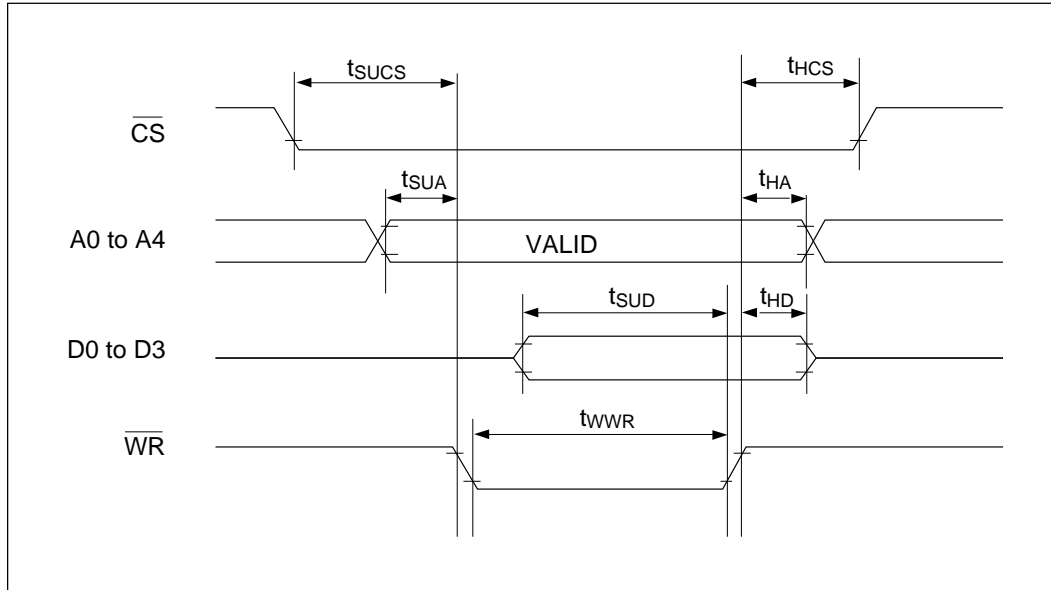 tSUCS
tHCS
CS
tSUA
tHA
A0 to A4
VALID
tSUD
tHD
D0 to D3
tWWR
WR